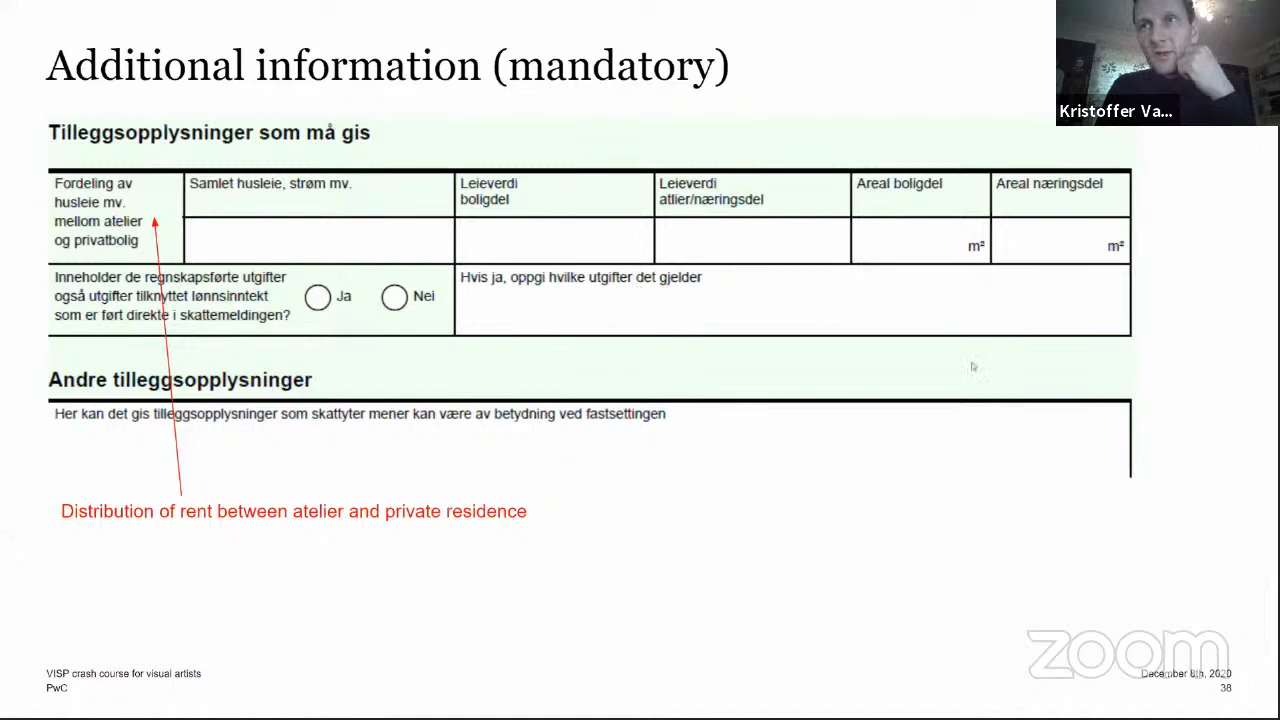 Additional information (mandatory)
Kristoffer Va...
Tilleggsopplysninger som må gis
Fordeling av
husleie mv.
mellom atelier
og privatbolig
Samlet husleie, strøm mv.
Leieverdi
boligdel
Leieverdi
atlier/næringsdel
Areal boligdel
Areal næringsdel
m²
m²
Inneholder de regnskapsførte utgifter
også utgifter tilknyttet lønnsinntekt
som er ført direkte i skattemeldingen?
Ja
Nei
Hvis ja, oppgi hvilke utgifter det gjelder
Andre tilleggsopplysninger
Her kan det gis tilleggsopplysninger som skattyter mener kan være av betydning ved fastsettingen
Distribution of rent between atelier and private residence
zoom
VISP crash course for visual artists
PwC
December 8th, 2020
38